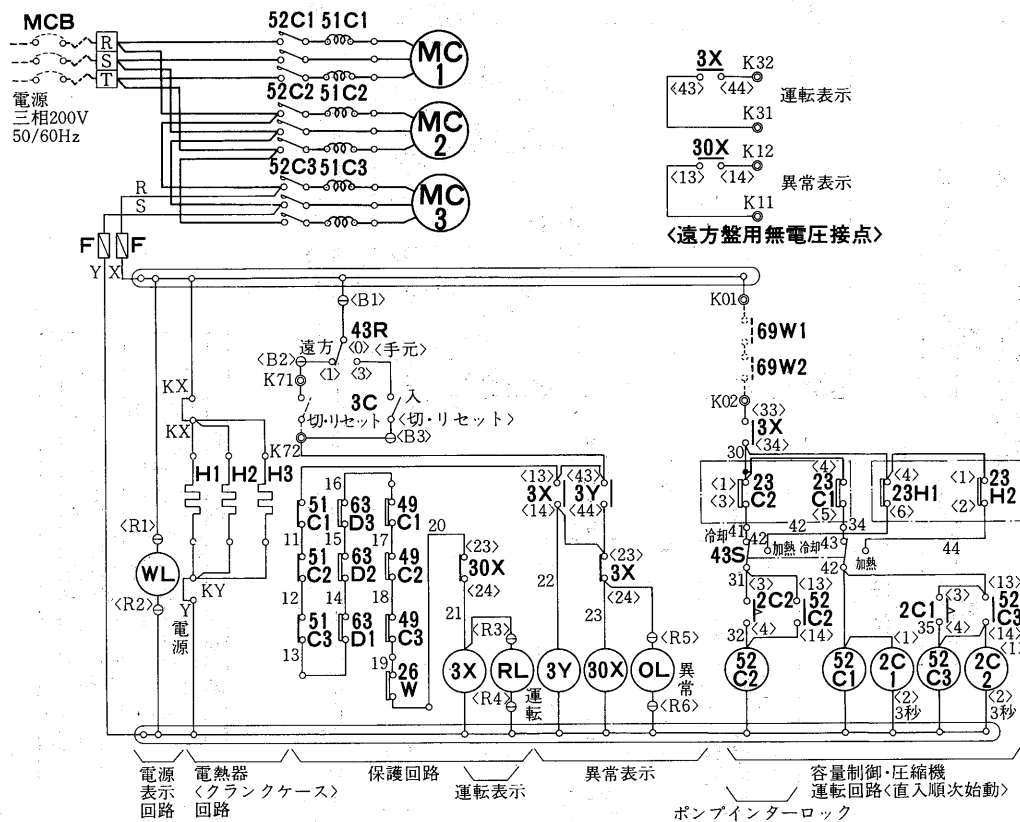 MCB
R
S
T
電源
三相200V
50/60Hz
52C1 51C1
MC
1
52C2 51C2
MC
2
52C3 51C3
MC
3
R
S
F
F
Y
X
3X
K32
<43>
<44>
運転表示
K31
30X
K12
<13>
<14>
異常表示
K11
<遠方盤用無電圧接点>
<B1>
43R
遠方
<0>
<手元>
<B2>
<1>
<3>
K71
3C
入
切・リセット
<切・リセット>
K72
<B3>
K01
69W1
69W2
K02
<33>
3X
30
<34>
KX
KX
H1
H2
H3
<R1>
WL
<R2>
KY
Y
電源
51
C1
11
51
C2
12
51
C3
13
16
63
D3
15
63
D2
14
63
D1
49
C1
17
49
C2
18
49
C3
19
26
W
20
<23>
30X
<24>
21
<R3>
3X
RL
<R4>
運転
<13>
3X
<14>
<43>
3Y
<44>
22
<23>
3X
<24>
23
3Y
30X
<R5>
OL
異常
<R6>
<1>
23
C2
<3>
<4>
23
C1
<5>
<4>
23H1
<6>
<1>
23
H2
<2>
41
冷却
42
42
加熱
冷却
43
34
加熱
44
43S
31
42
<3>
2C2
<4>
32
<13>
52
C2
<14>
52
C2
52
C1
<1>
2C
1
<2>
3秒
<3>
2C1
35
<4>
<13>
52
C3
<14>
52
C3
<1>
2C
2
<2>
3秒
電源
表示
回路
電熱器
<クランクケース>
回路
保護回路
運転表示
異常表示
容量制御・圧縮機
運転回路<直入順次始動>
ポンプインターロック